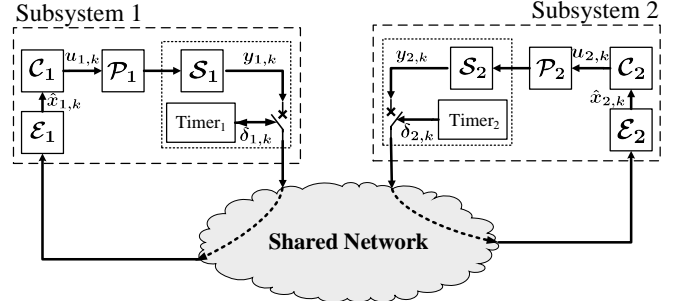 Subsystem 1
Subsystem 2
𝒞₁ u₁,ₖ 𝒫₁ 𝒮₁ y₁,ₖ
y₂,ₖ 𝒮₂ 𝒫₂ u₂,ₖ 𝒞₂
x̂₁,ₖ
x̂₂,ₖ
ℰ₁ Timer₁ δ₁,ₖ
δ₂,ₖ Timer₂ ℰ₂
Shared Network